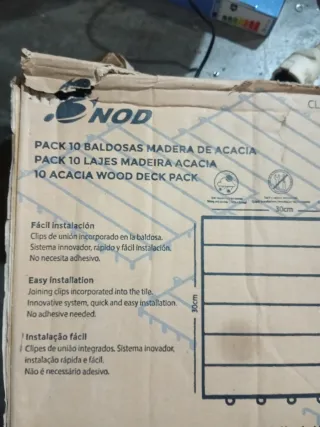 NOD
CL
PACK 10 BALDOSAS MADERA DE ACACIA
PACK 10 LAJES MADEIRA ACACIA
10 ACACIA WOOD DECK PACK
30cm
Fácil instalación
Clips de unión incorporado en la baldosa.
Sistema innovador, rápido y fácil instalación.
No necesita adhesivo.
Easy installation
Joining clips incorporated into the tile.
Innovative system, quick and easy installation.
No adhesive needed.
30cm
Instalação fácil
Clipes de união integrados. Sistema inovador,
instalação rápida e fácil.
Não é necessário adesivo.